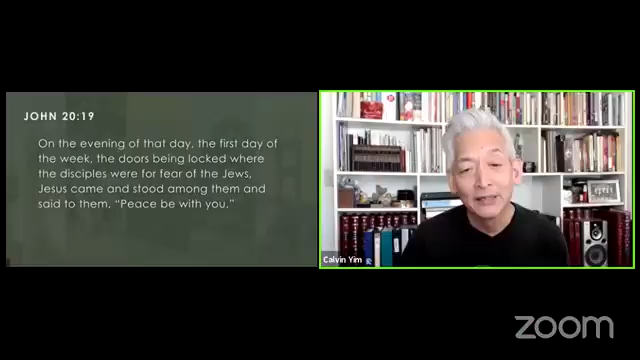 JOHN 20:19
On the evening of that day, the first day of
the week, the doors being locked where
the disciples were for fear of the Jews,
Jesus came and stood among them and
said to them, “Peace be with you.”
Calvin Yim
zoom